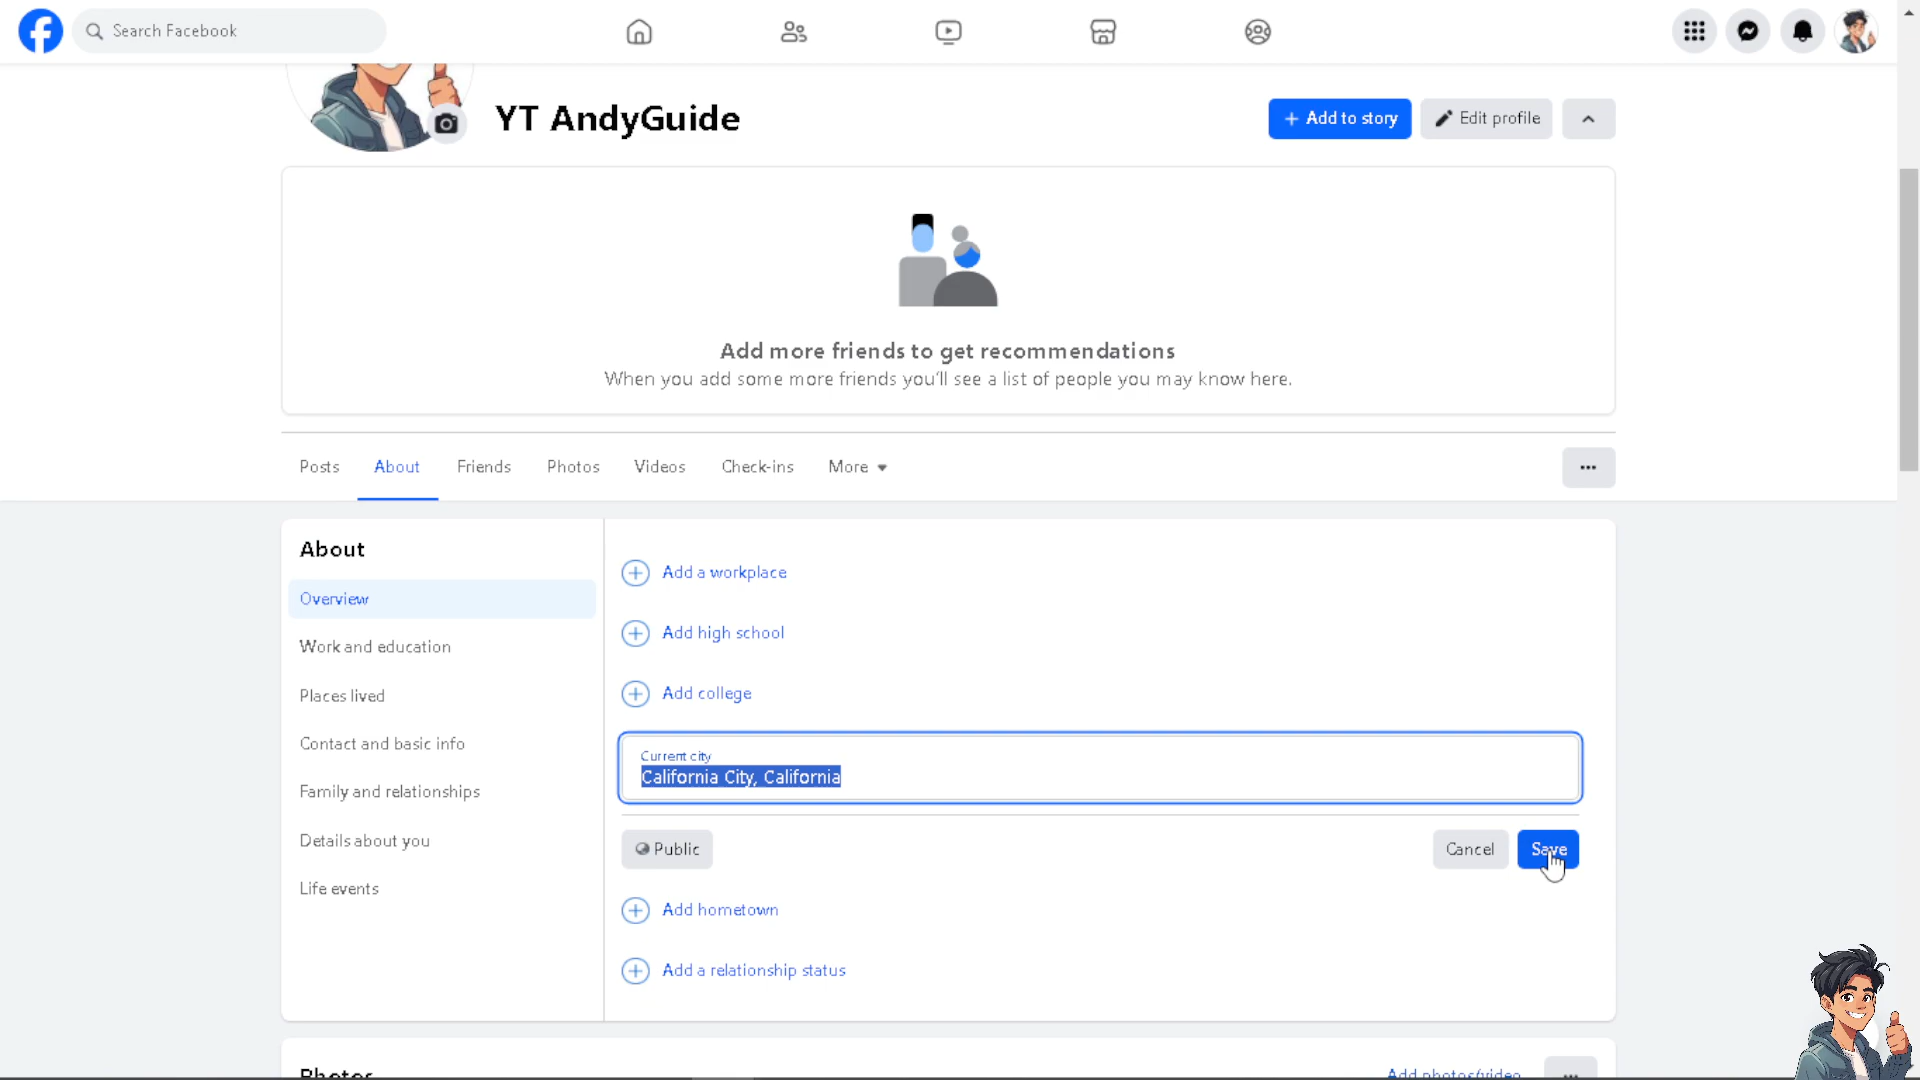 Search Facebook
YT AndyGuide
+ Add to story
Edit profile
Add more friends to get recommendations
When you add some more friends you'll see a list of people you may know here.
Posts
About
Friends
Photos
Videos
Check-ins
More
About
Overview
Work and education
Places lived
Contact and basic info
Family and relationships
Details about you
Life events
Add a workplace
Add high school
Add college
Current city
California City, California
Public
Cancel
Save
Add hometown
Add a relationship status
Photos
Add photos/video